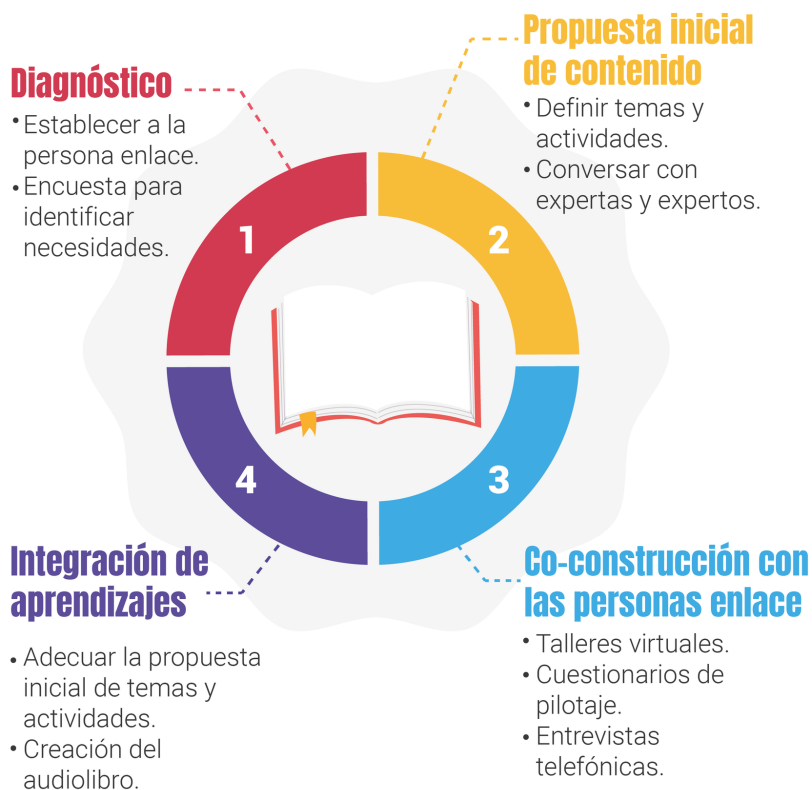 Diagnóstico
• Establecer a la
persona enlace.
• Encuesta para
identificar
necesidades.
Propuesta inicial
de contenido
• Definir temas y
actividades.
• Conversar con
expertas y expertos.
1
2
4
3
Co-construcción con
las personas enlace
• Talleres virtuales.
• Cuestionarios de
pilotaje.
• Entrevistas
telefónicas.
Integración de
aprendizajes
• Adecuar la propuesta
inicial de temas y
actividades.
• Creación del
audiolibro.